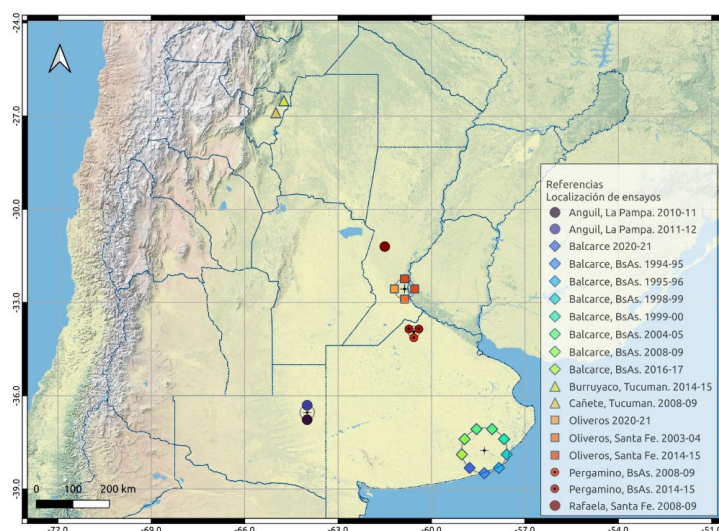 -24.0
-27.0
-30.0
-33.0
-36.0
-39.0
Referencias
Localización de ensayos
Anguil, La Pampa. 2010-11
Anguil, La Pampa. 2011-12
Balcarce 2020-21
Balcarce, BsAs. 1994-95
Balcarce, BsAs. 1995-96
Balcarce, BsAs. 1998-99
Balcarce, BsAs. 1999-00
Balcarce, BsAs. 2004-05
Balcarce, BsAs. 2008-09
Balcarce, BsAs. 2016-17
Burruyaco, Tucuman. 2014-15
Cañete, Tucuman. 2008-09
Oliveros 2020-21
Oliveros, Santa Fe. 2003-04
Oliveros, Santa Fe. 2014-15
Pergamino, BsAs. 2008-09
Pergamino, BsAs. 2014-15
Rafaela, Santa Fe. 2008-09
0 100 200 km
-72.0 -69.0 -66.0 -63.0 -60.0 -57.0 -54.0